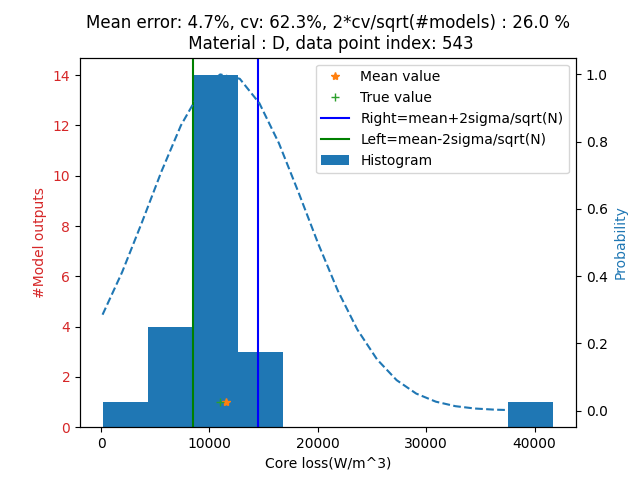 Mean error: 4.7%, cv: 62.3%, 2*cv/sqrt(#models) : 26.0 %
Material : D, data point index: 543
Mean value
True value
Right=mean+2sigma/sqrt(N)
Left=mean-2sigma/sqrt(N)
Histogram
#Model outputs
14
12
10
8
6
4
2
0
1.0
0.8
0.6
0.4
0.2
0.0
Probability
0
10000
20000
30000
40000
Core loss(W/m^3)